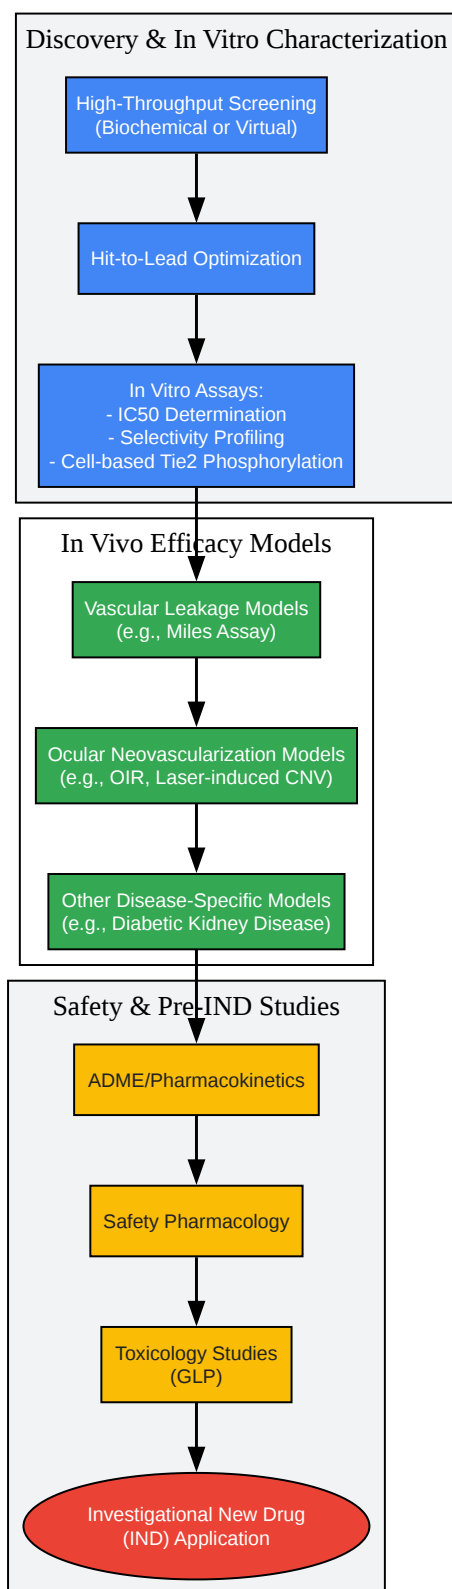 Discovery & In Vitro Characterization
High-Throughput Screening
(Biochemical or Virtual)
Hit-to-Lead Optimization
In Vitro Assays:
- IC50 Determination
- Selectivity Profiling
- Cell-based Tie2 Phosphorylation
In Vivo Efficacy Models
Vascular Leakage Models
(e.g., Miles Assay)
Ocular Neovascularization Models
(e.g., OIR, Laser-induced CNV)
Other Disease-Specific Models
(e.g., Diabetic Kidney Disease)
Safety & Pre-IND Studies
ADME/Pharmacokinetics
Safety Pharmacology
Toxicology Studies
(GLP)
Investigational New Drug
(IND) Application